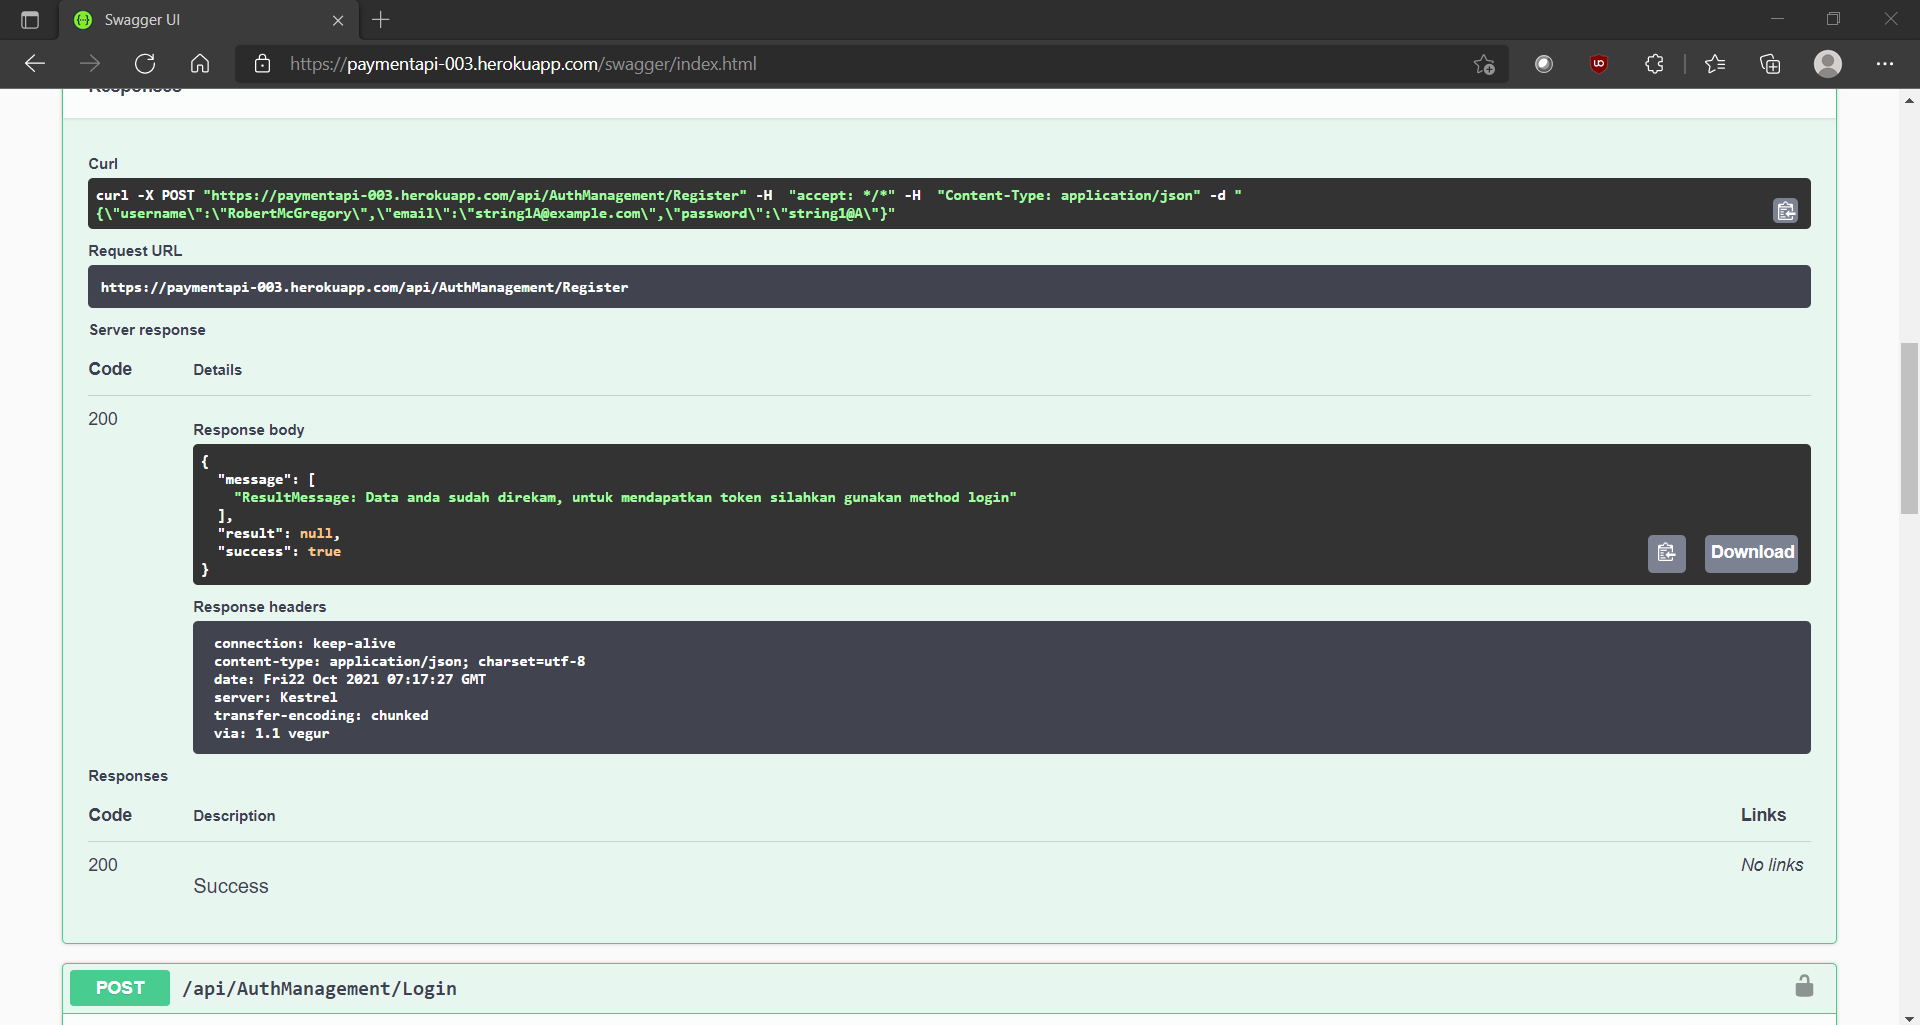 Swagger UI
https://paymentapi-003.herokuapp.com/swagger/index.html
Responses
Curl
curl -X POST "https://paymentapi-003.herokuapp.com/api/AuthManagement/Register" -H  "accept: */*" -H  "Content-Type: application/json" -d "
{\"username\":\"RobertMcGregory\",\"email\":\"string1A@example.com\",\"password\":\"string1@A\"}"
Request URL
https://paymentapi-003.herokuapp.com/api/AuthManagement/Register
Server response
Code Details
200
Response body
{
"message": [
"ResultMessage: Data anda sudah direkam, untuk mendapatkan token silahkan gunakan method login"
],
"result": null,
"success": true
}
Download
Response headers
connection: keep-alive
content-type: application/json; charset=utf-8
date: Fri22 Oct 2021 07:17:27 GMT
server: Kestrel
transfer-encoding: chunked
via: 1.1 vegur
Responses
Code Description Links
200 No links
Success
POST /api/AuthManagement/Login